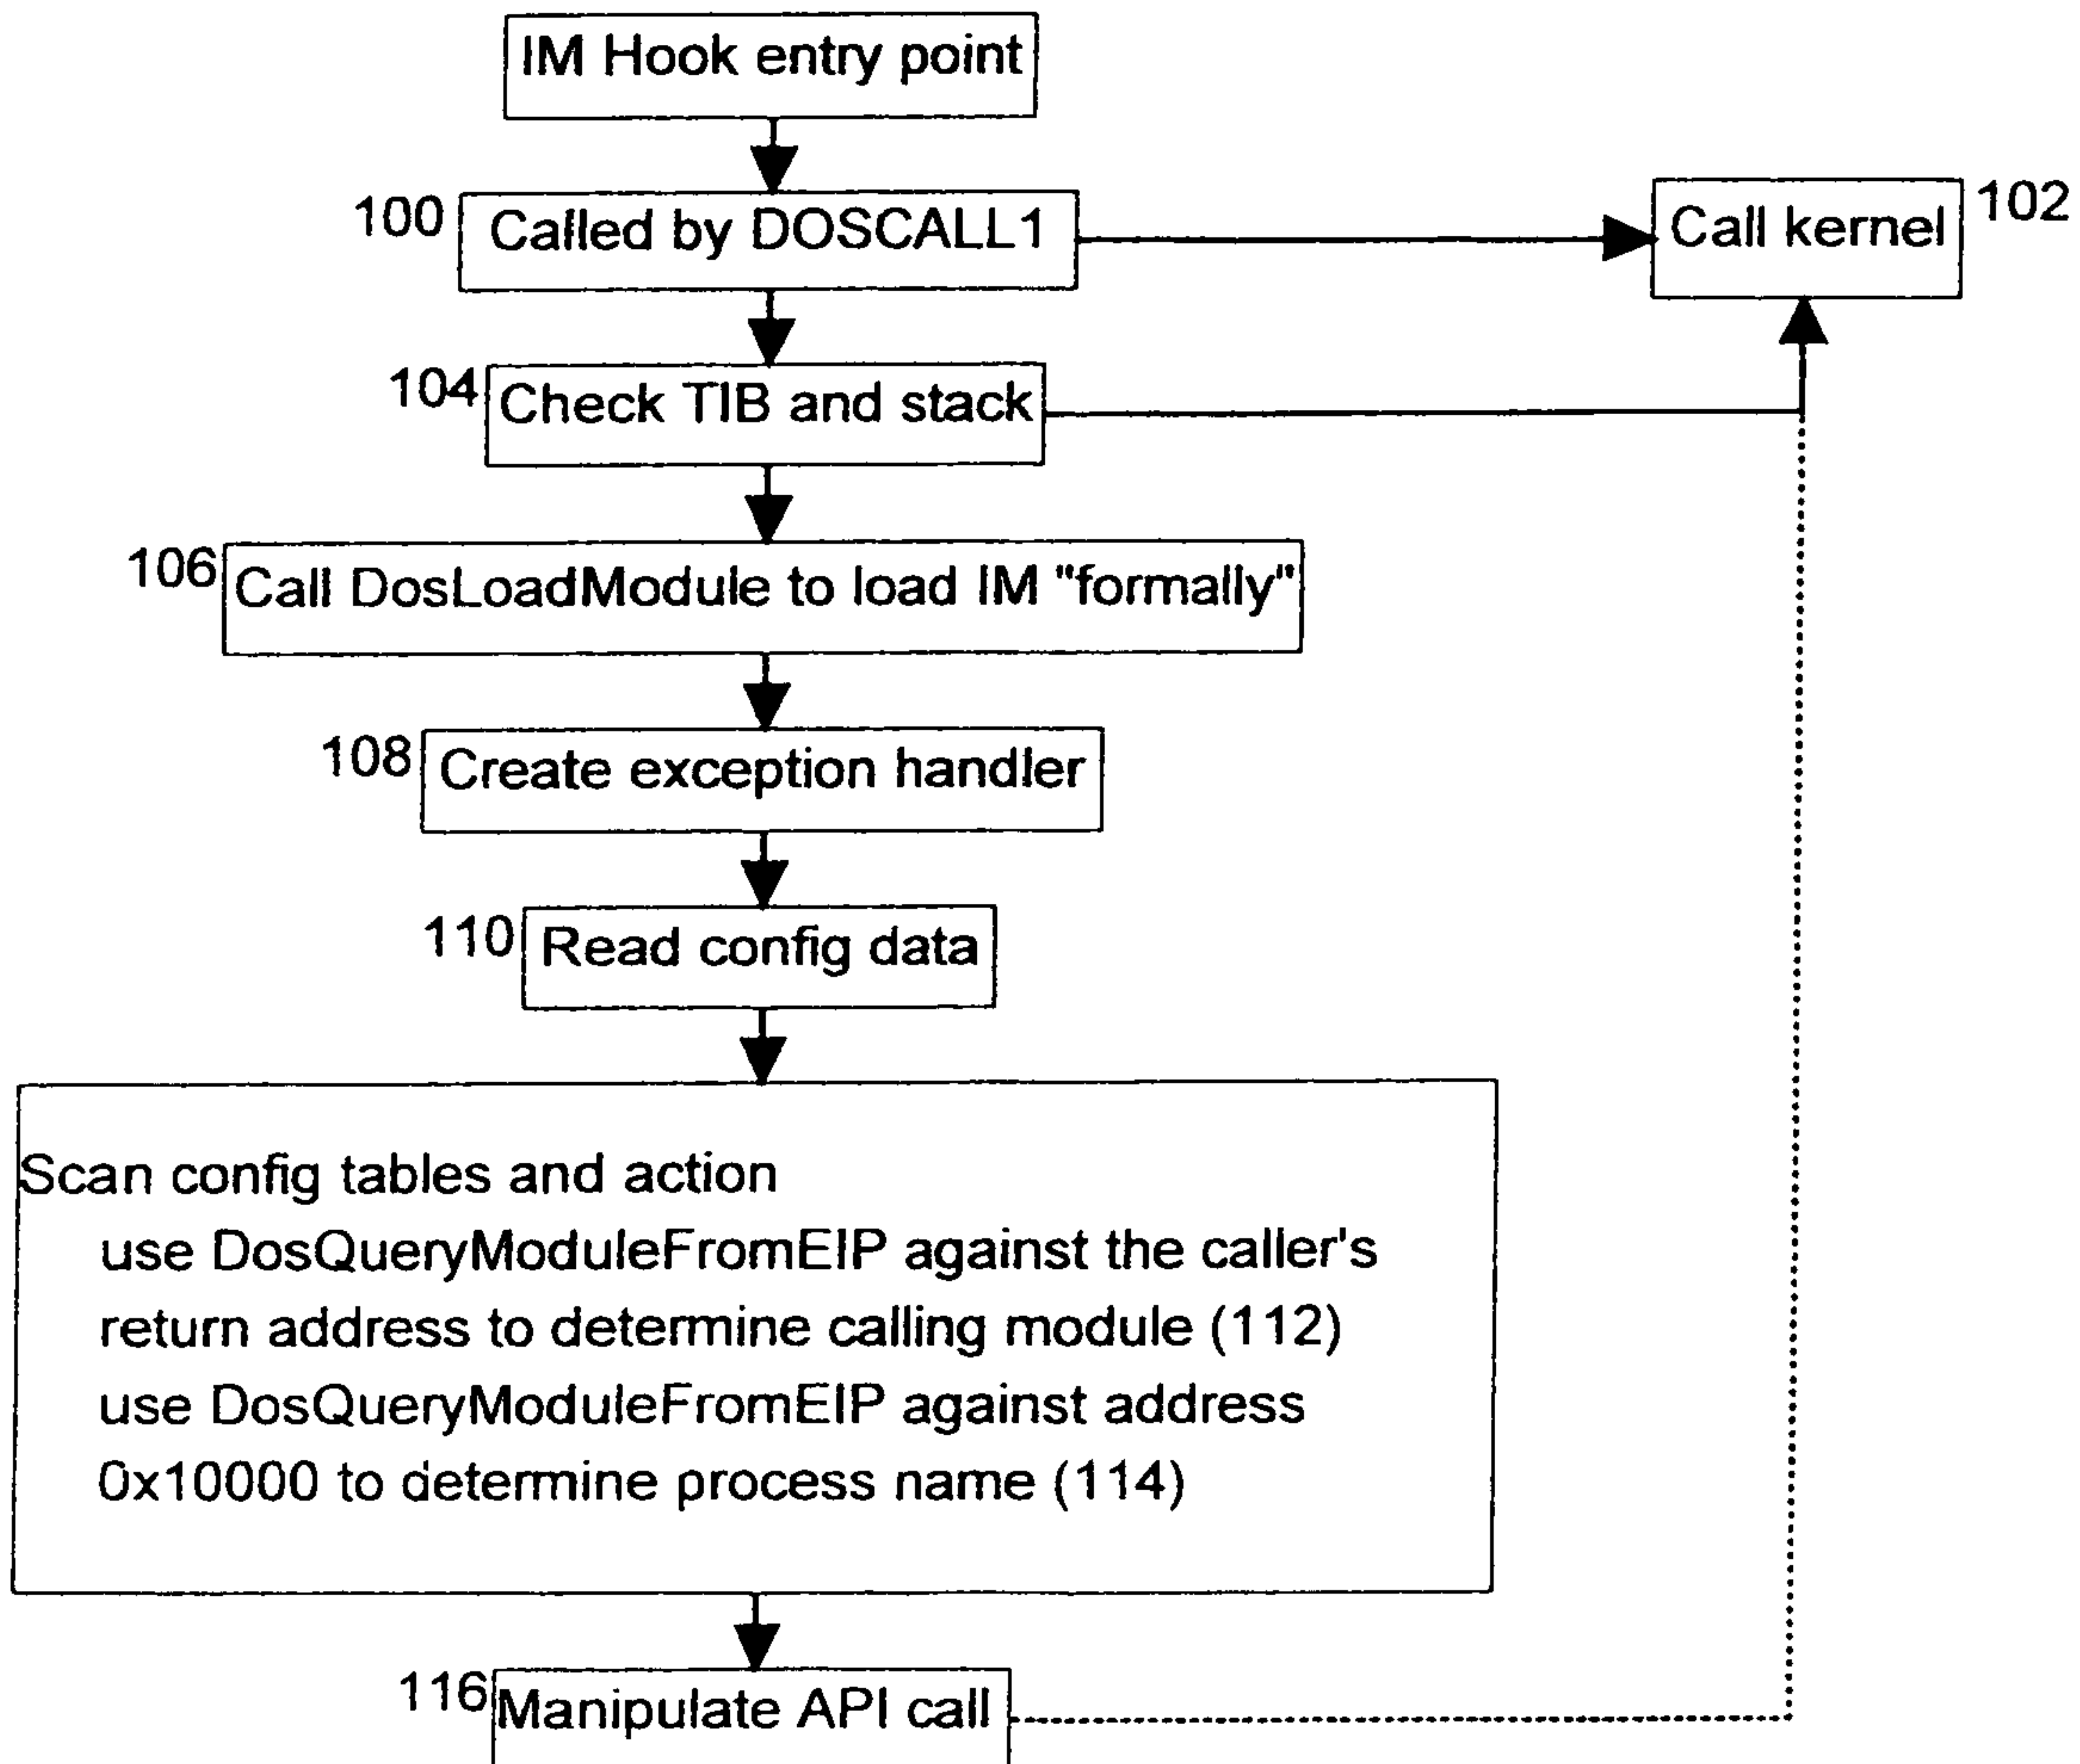 IM Hook entry point
100
Called by DOSCALL1
Call kernel
102
104
Check TIB and stack
106
Call DosLoadModule to load IM "formally"
108
Create exception handler
110
Read config data
Scan config tables and action
use DosQueryModuleFromEIP against the caller's
return address to determine calling module (112)
use DosQueryModuleFromEIP against address
0x10000 to determine process name (114)
116
Manipulate API call